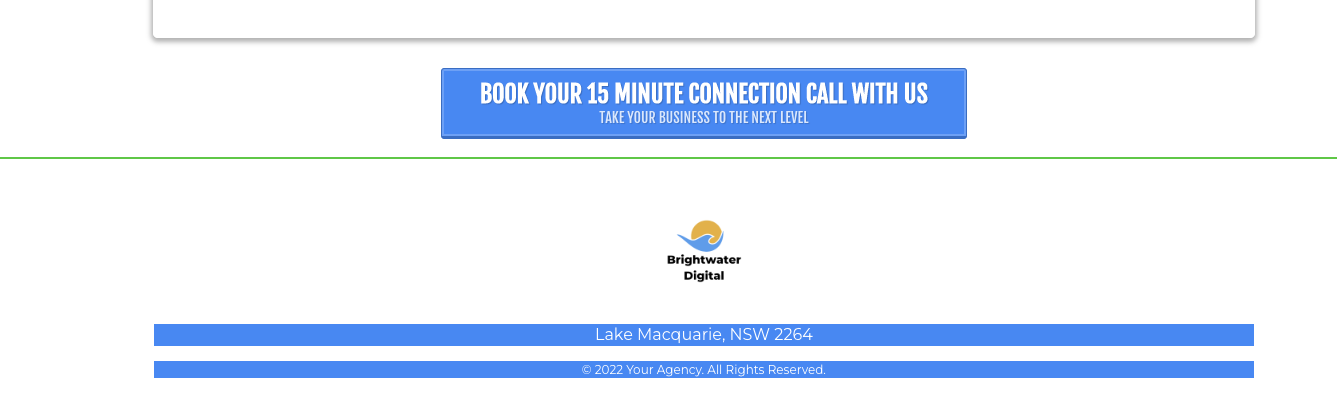 BOOK YOUR 15 MINUTE CONNECTION CALL WITH US
TAKE YOUR BUSINESS TO THE NEXT LEVEL
Brightwater
Digital
Lake Macquarie, NSW 2264
© 2022 Your Agency. All Rights Reserved.